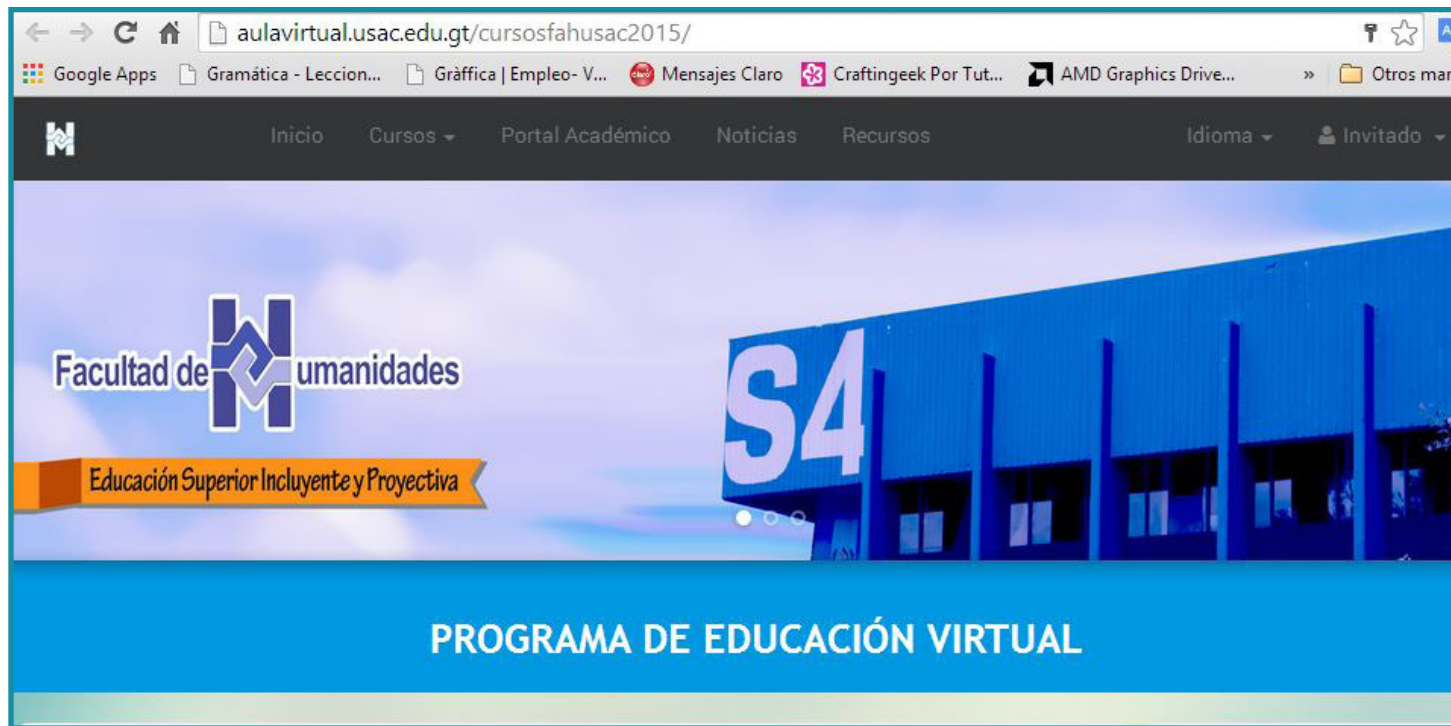 aulavirtual.usac.edu.gt/cursosfahusac2015/
Google Apps Gramática - Leccion... Gràffica | Empleo- V... Mensajes Claro Craftingeek Por Tut... AMD Graphics Drive... » Otros mar
Inicio Cursos Portal Académico Noticias Recursos Idioma Invitado
S4
Facultad de Humanidades
Educación Superior Incluyente y Proyectiva
PROGRAMA DE EDUCACIÓN VIRTUAL